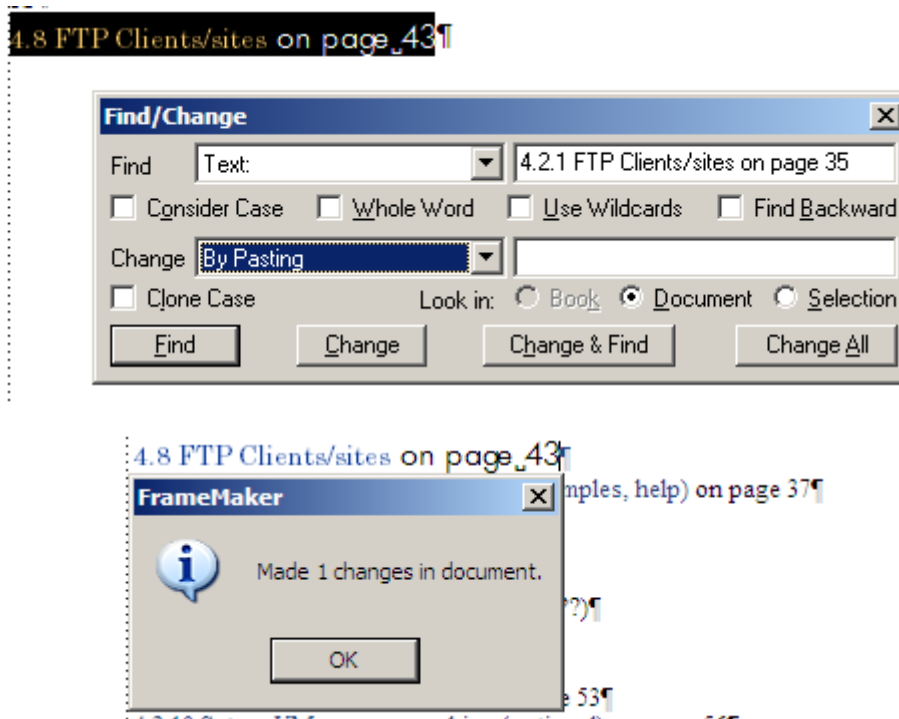 4.8 FTP Clients/sites on page 43¶
Find/Change
Find Text: 4.2.1 FTP Clients/sites on page 35
Consider Case Whole Word Use Wildcards Find Backward
Change By Pasting
Clone Case Look in: Book Document Selection
Find Change Change & Find Change All
4.8 FTP Clients/sites on page 43¶
FrameMaker
mples, help) on page 37¶
Made 1 changes in document.
??)¶
OK
e 53¶